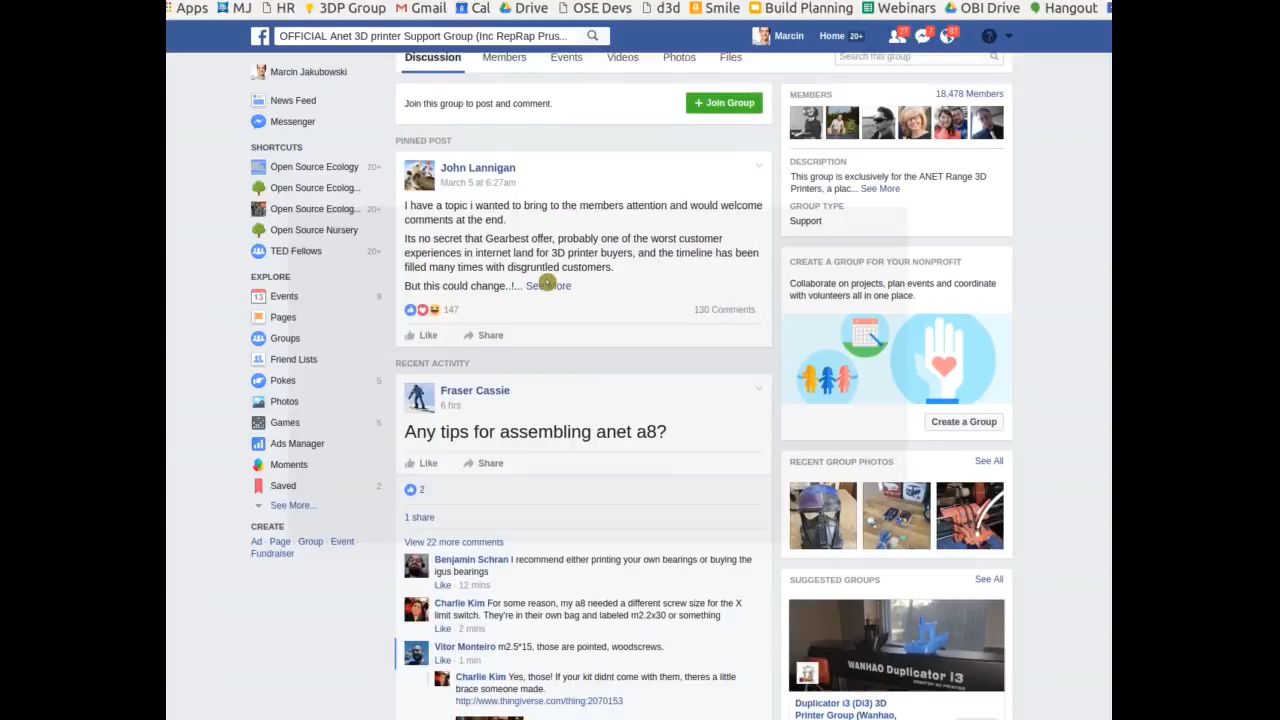 Apps MJ HR 3DP Group Gmail Cal Drive OSE Devs d3d Smile Build Planning Webinars OBI Drive Hangout
OFFICIAL Anet 3D printer Support Group (Inc RepRap Prus...
Marcin Home 20+ 27 7 87
Marcin Jakubowski
News Feed
Messenger
SHORTCUTS
Open Source Ecology 20+
Open Source Ecolog...
Open Source Ecolog... 20+
Open Source Nursery
TED Fellows 20+
EXPLORE
Events 9
Pages
Groups
Friend Lists
Pokes 5
Photos
Games 5
Ads Manager
Moments
Saved 2
See More...
CREATE
Ad · Page · Group · Event ·
Fundraiser
Discussion Members Events Videos Photos Files
Search this group
Join this group to post and comment.
+ Join Group
PINNED POST
John Lannigan
March 5 at 6:27am
I have a topic i wanted to bring to the members attention and would welcome
comments at the end.
Its no secret that Gearbest offer, probably one of the worst customer
experiences in internet land for 3D printer buyers, and the timeline has been
filled many times with disgruntled customers.
But this could change..!... See More
147
130 Comments
Like Share
RECENT ACTIVITY
Fraser Cassie
6 hrs
Any tips for assembling anet a8?
Like Share
2
1 share
View 22 more comments
Benjamin Schran I recommend either printing your own bearings or buying the
igus bearings
Like · 12 mins
Charlie Kim For some reason, my a8 needed a different screw size for the X
limit switch. They're in their own bag and labeled m2.2x30 or something
Like · 2 mins
Vitor Monteiro m2.5*15, those are pointed, woodscrews.
Like · 1 min
Charlie Kim Yes, those! If your kit didnt come with them, theres a little
brace someone made.
http://www.thingiverse.com/thing:2070153
MEMBERS
18,478 Members
DESCRIPTION
This group is exclusively for the ANET Range 3D
Printers, a plac... See More
GROUP TYPE
Support
CREATE A GROUP FOR YOUR NONPROFIT
Collaborate on projects, plan events and coordinate
with volunteers all in one place.
Create a Group
RECENT GROUP PHOTOS
See All
SUGGESTED GROUPS
See All
WANHAO Duplicator i3
Duplicator i3 (Di3) 3D
Printer Group (Wanhao,